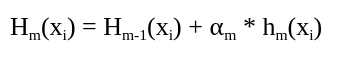 Hₘ(xᵢ) = Hₘ₋₁(xᵢ) + αₘ * hₘ(xᵢ)